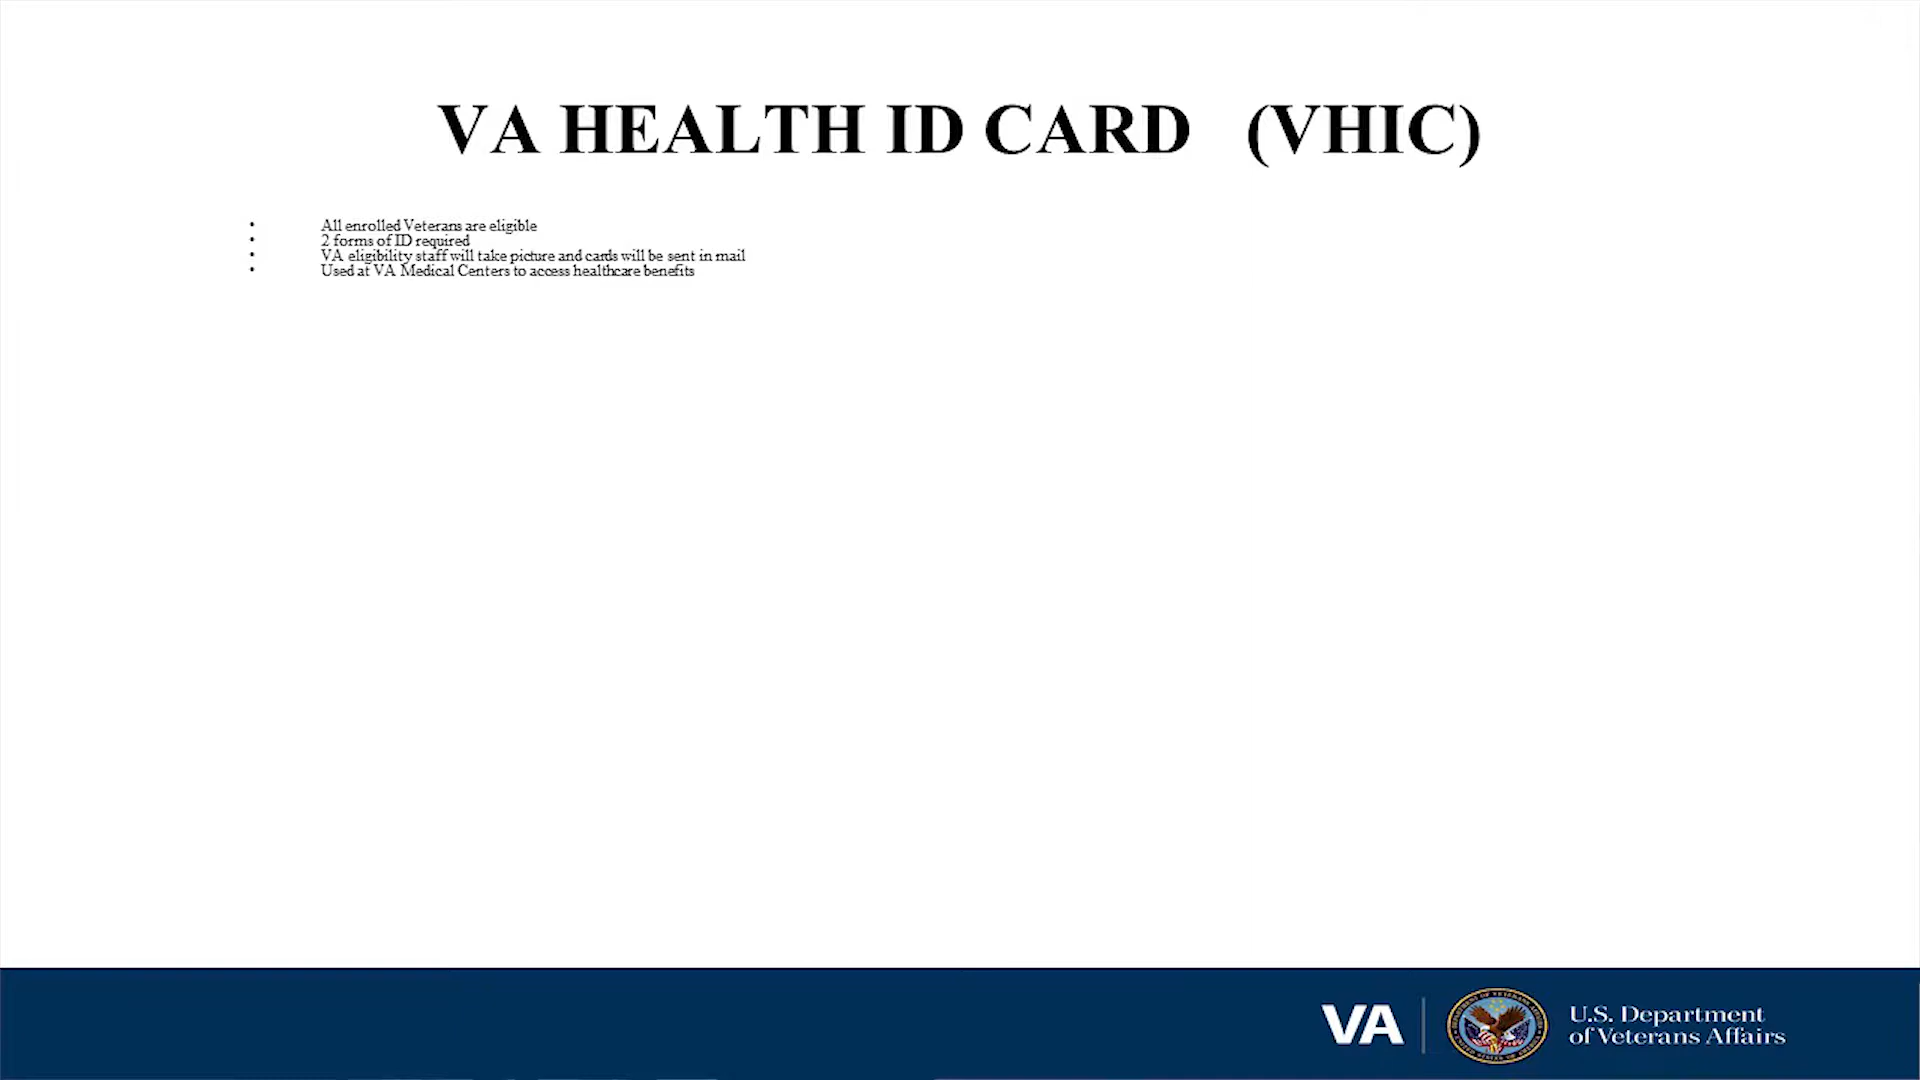 VA HEALTH ID CARD (VHIC)
• All enrolled Veterans are eligible
• 2 forms of ID required
• VA eligibility staff will take picture and cards will be sent in mail
• Used at VA Medical Centers to access healthcare benefits
VA
U.S. Department
of Veterans Affairs